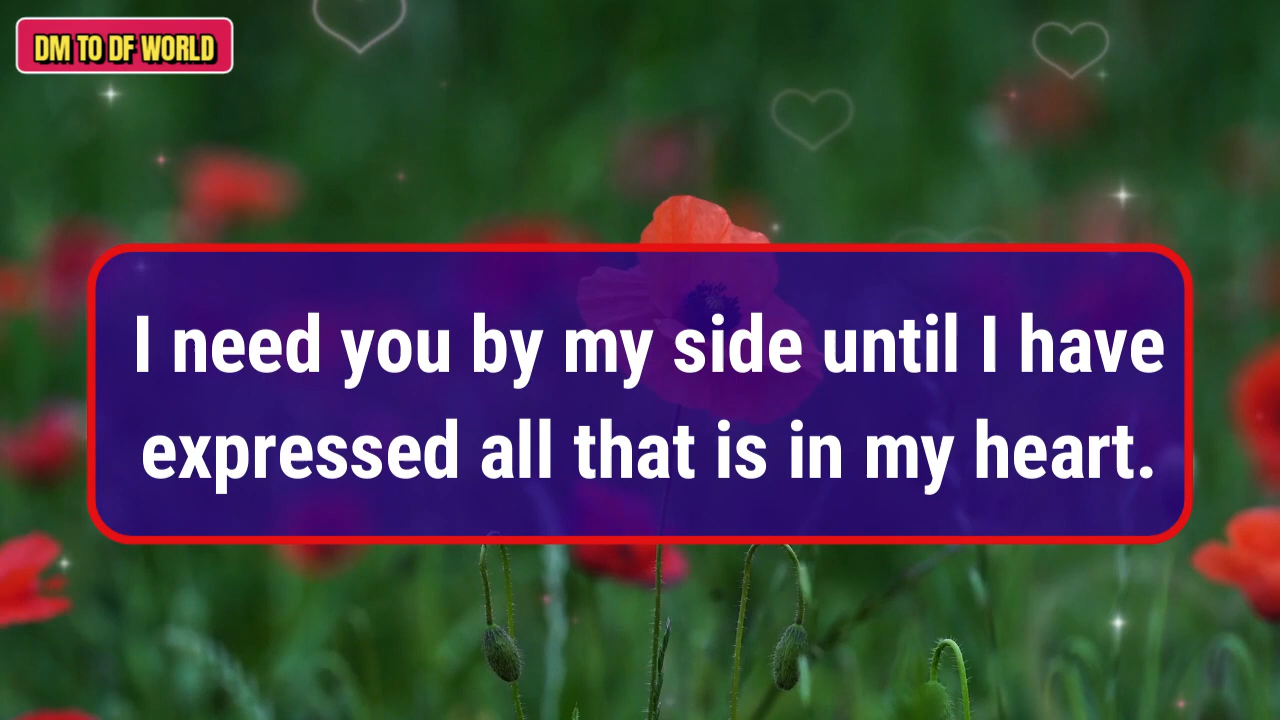 DM TO DF WORLD
I need you by my side until I have
expressed all that is in my heart.